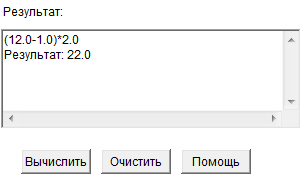 Результат:
(12.0-1.0)*2.0
Результат: 22.0
Вычислить Очистить Помощь